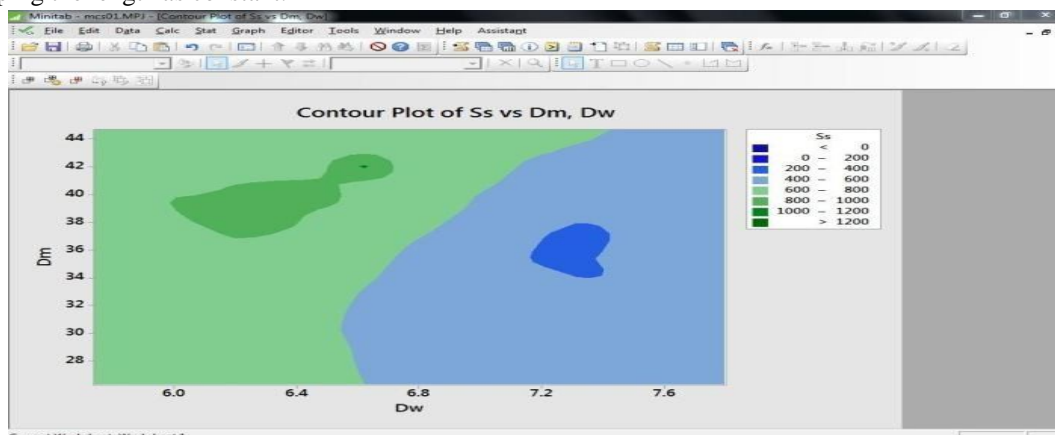 Minitab - mcs01.MPJ - [Contour Plot of Ss vs Dm, Dw]
File Edit Data Calc Stat Graph Editor Tools Window Help Assistant
Contour Plot of Ss vs Dm, Dw
44
42
40
38
36
34
32
30
28
Dm
6.0 6.4 6.8 7.2 7.6
Dw
Ss
< 0
0 – 200
200 – 400
400 – 600
600 – 800
800 – 1000
1000 – 1200
> 1200